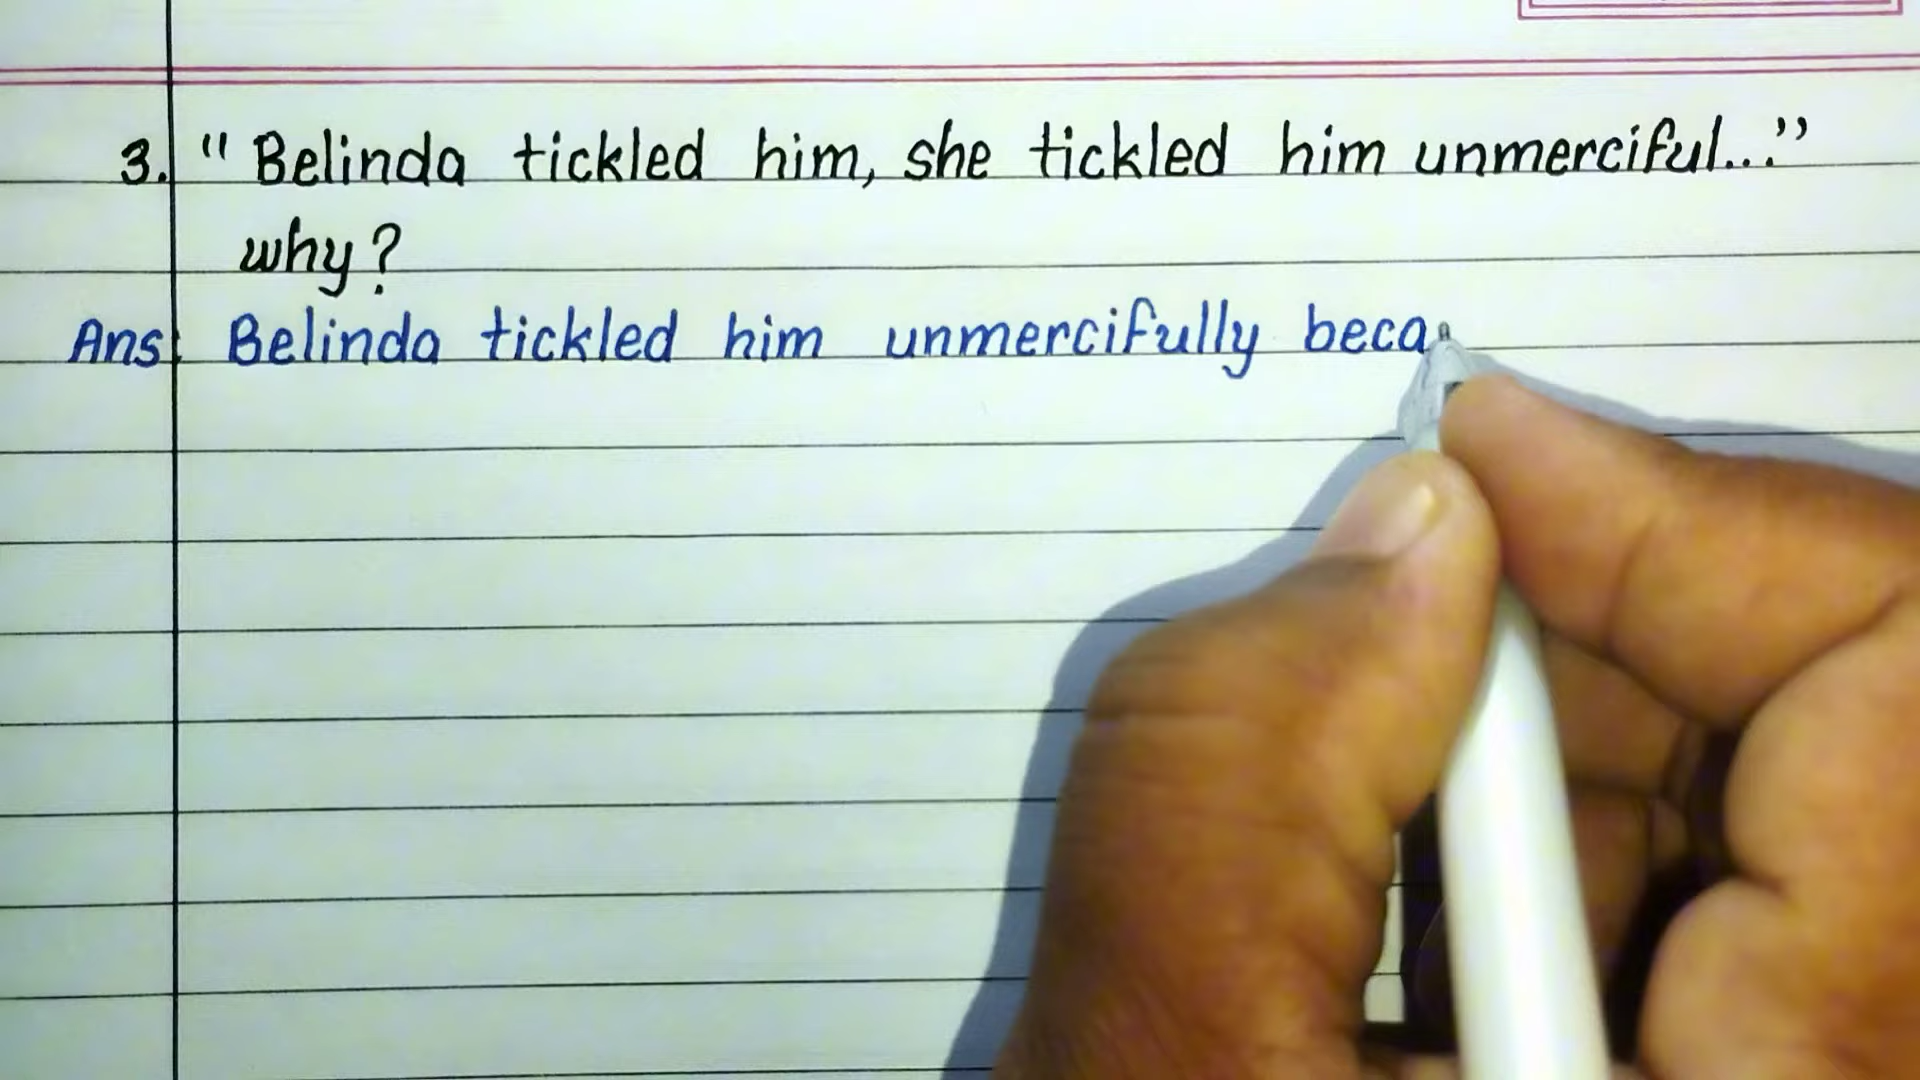 3. " Belinda tickled him, she tickled him unmerciful..."
why?
Ans: Belinda tickled him unmercifully beca